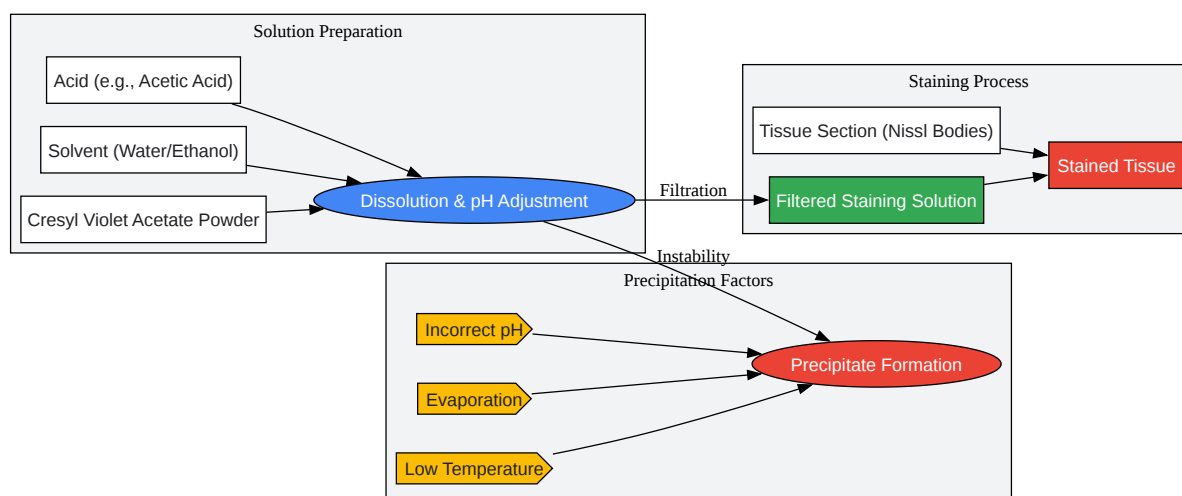 Solution Preparation
Acid (e.g., Acetic Acid)
Solvent (Water/Ethanol)
Cresyl Violet Acetate Powder
Dissolution & pH Adjustment
Filtration
Staining Process
Tissue Section (Nissl Bodies)
Filtered Staining Solution
Stained Tissue
Instability
Precipitation Factors
Incorrect pH
Evaporation
Low Temperature
Precipitate Formation